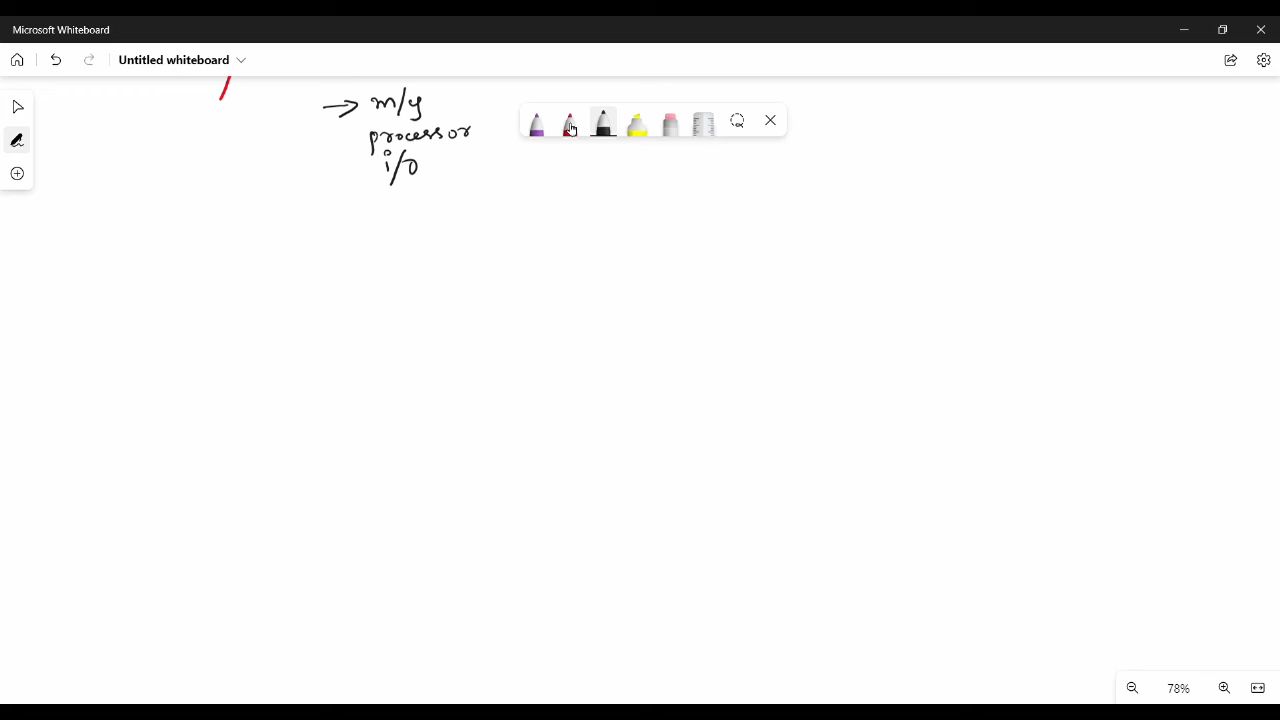 Microsoft Whiteboard
Untitled whiteboard
→ m/y
processor
i/o
78%